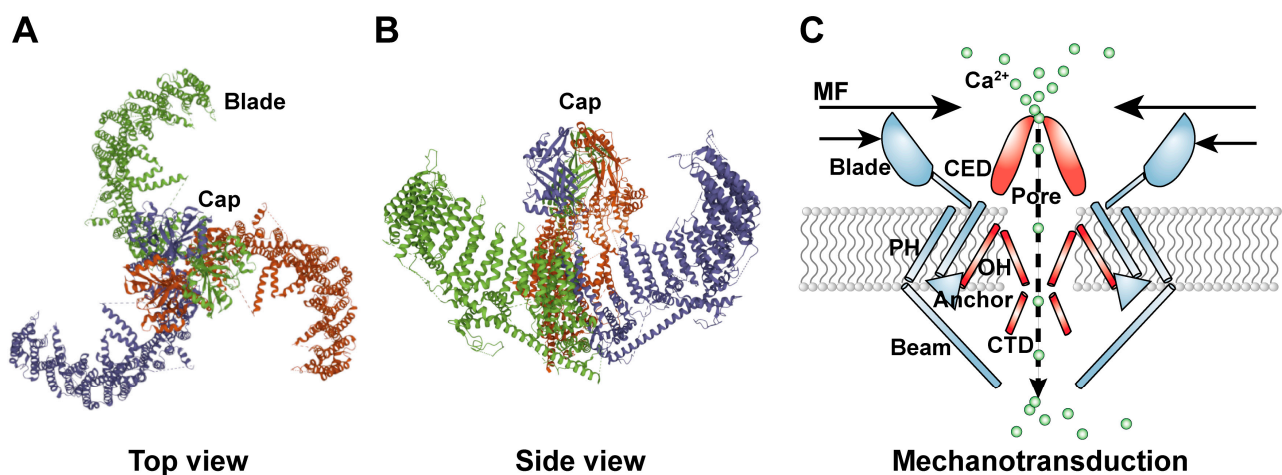 A
Blade
Cap
Top view
B
Cap
Side view
C
Ca²⁺
MF
Blade
CED
Pore
PH
OH
Anchor
Beam
CTD
Mechanotransduction